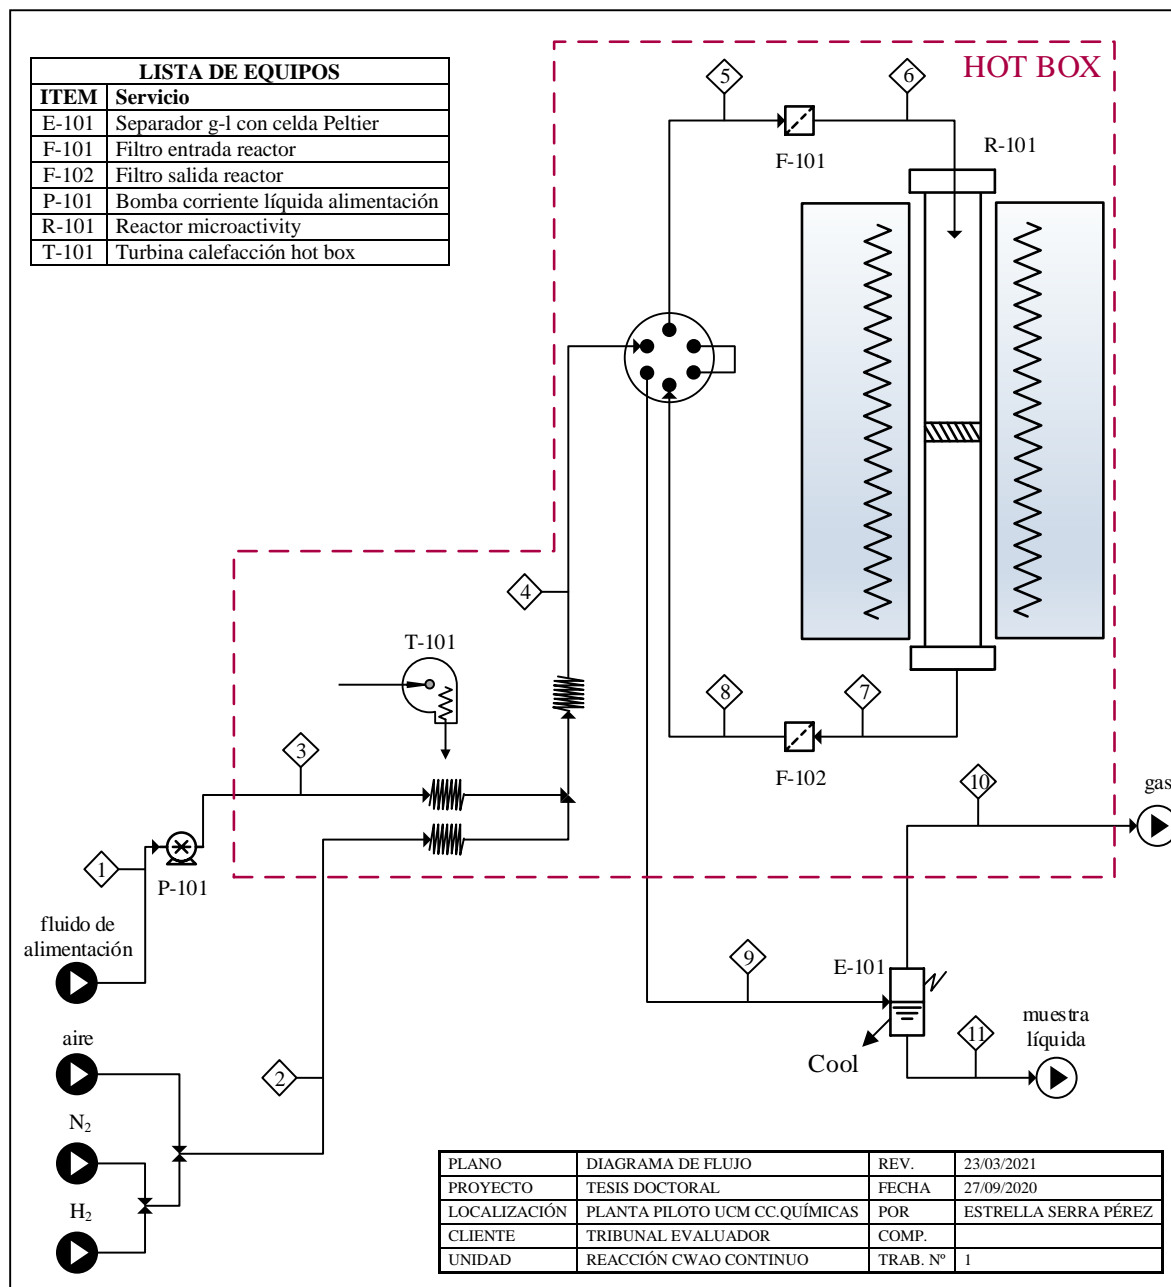 HOT BOX
LISTA DE EQUIPOS
ITEM Servicio
E-101 Separador g-l con celda Peltier
F-101 Filtro entrada reactor
F-102 Filtro salida reactor
P-101 Bomba corriente líquida alimentación
R-101 Reactor microactivity
T-101 Turbina calefacción hot box
5
6
F-101
R-101
4
T-101
8
7
3
F-102
10
gas
1
P-101
fluido de
alimentación
9
E-101
muestra
líquida
11
Cool
aire
2
N2
H2
PLANO DIAGRAMA DE FLUJO REV. 23/03/2021
PROYECTO TESIS DOCTORAL FECHA 27/09/2020
LOCALIZACIÓN PLANTA PILOTO UCM CC.QUÍMICAS POR ESTRELLA SERRA PÉREZ
CLIENTE TRIBUNAL EVALUADOR COMP.
UNIDAD REACCIÓN CWAO CONTINUO TRAB. Nº 1